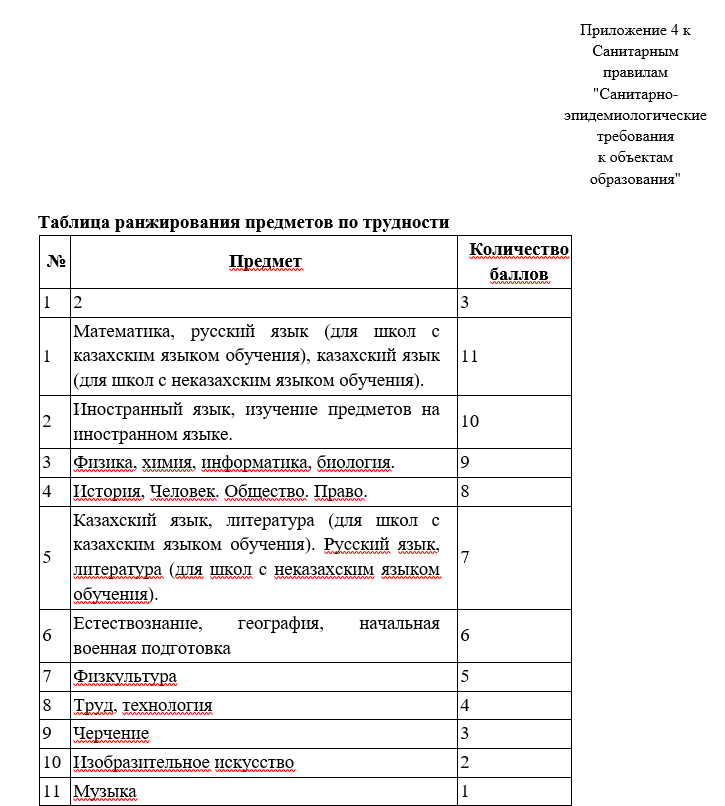 Приложение 4 к
Санитарным
правилам
"Санитарно-
эпидемиологические
требования
к объектам
образования"
Таблица ранжирования предметов по трудности
№ Предмет Количество
баллов
1 2 3
Математика, русский язык (для школ с
1 казахским языком обучения), казахский язык 11
(для школ с неказахским языком обучения).
2 Иностранный язык, изучение предметов на 10
иностранном языке.
3 Физика, химия, информатика, биология. 9
4 История, Человек. Общество. Право. 8
Казахский язык, литература (для школ с
казахским языком обучения). Русский язык,
5 литература (для школ с неказахским языком 7
обучения).
6 Естествознание, география, начальная 6
военная подготовка
7 Физкультура 5
8 Труд, технология 4
9 Черчение 3
10 Изобразительное искусство 2
11 Музыка 1